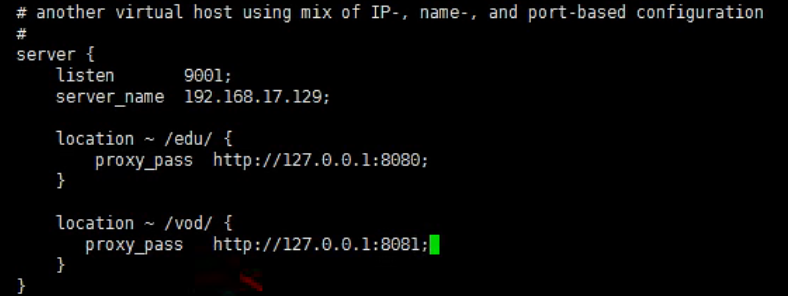 # another virtual host using mix of IP-, name-, and port-based configuration
#
server {
    listen       9001;
    server_name  192.168.17.129;

    location ~ /edu/ {
        proxy_pass  http://127.0.0.1:8080;
    }

    location ~ /vod/ {
       proxy_pass   http://127.0.0.1:8081;
    }
}